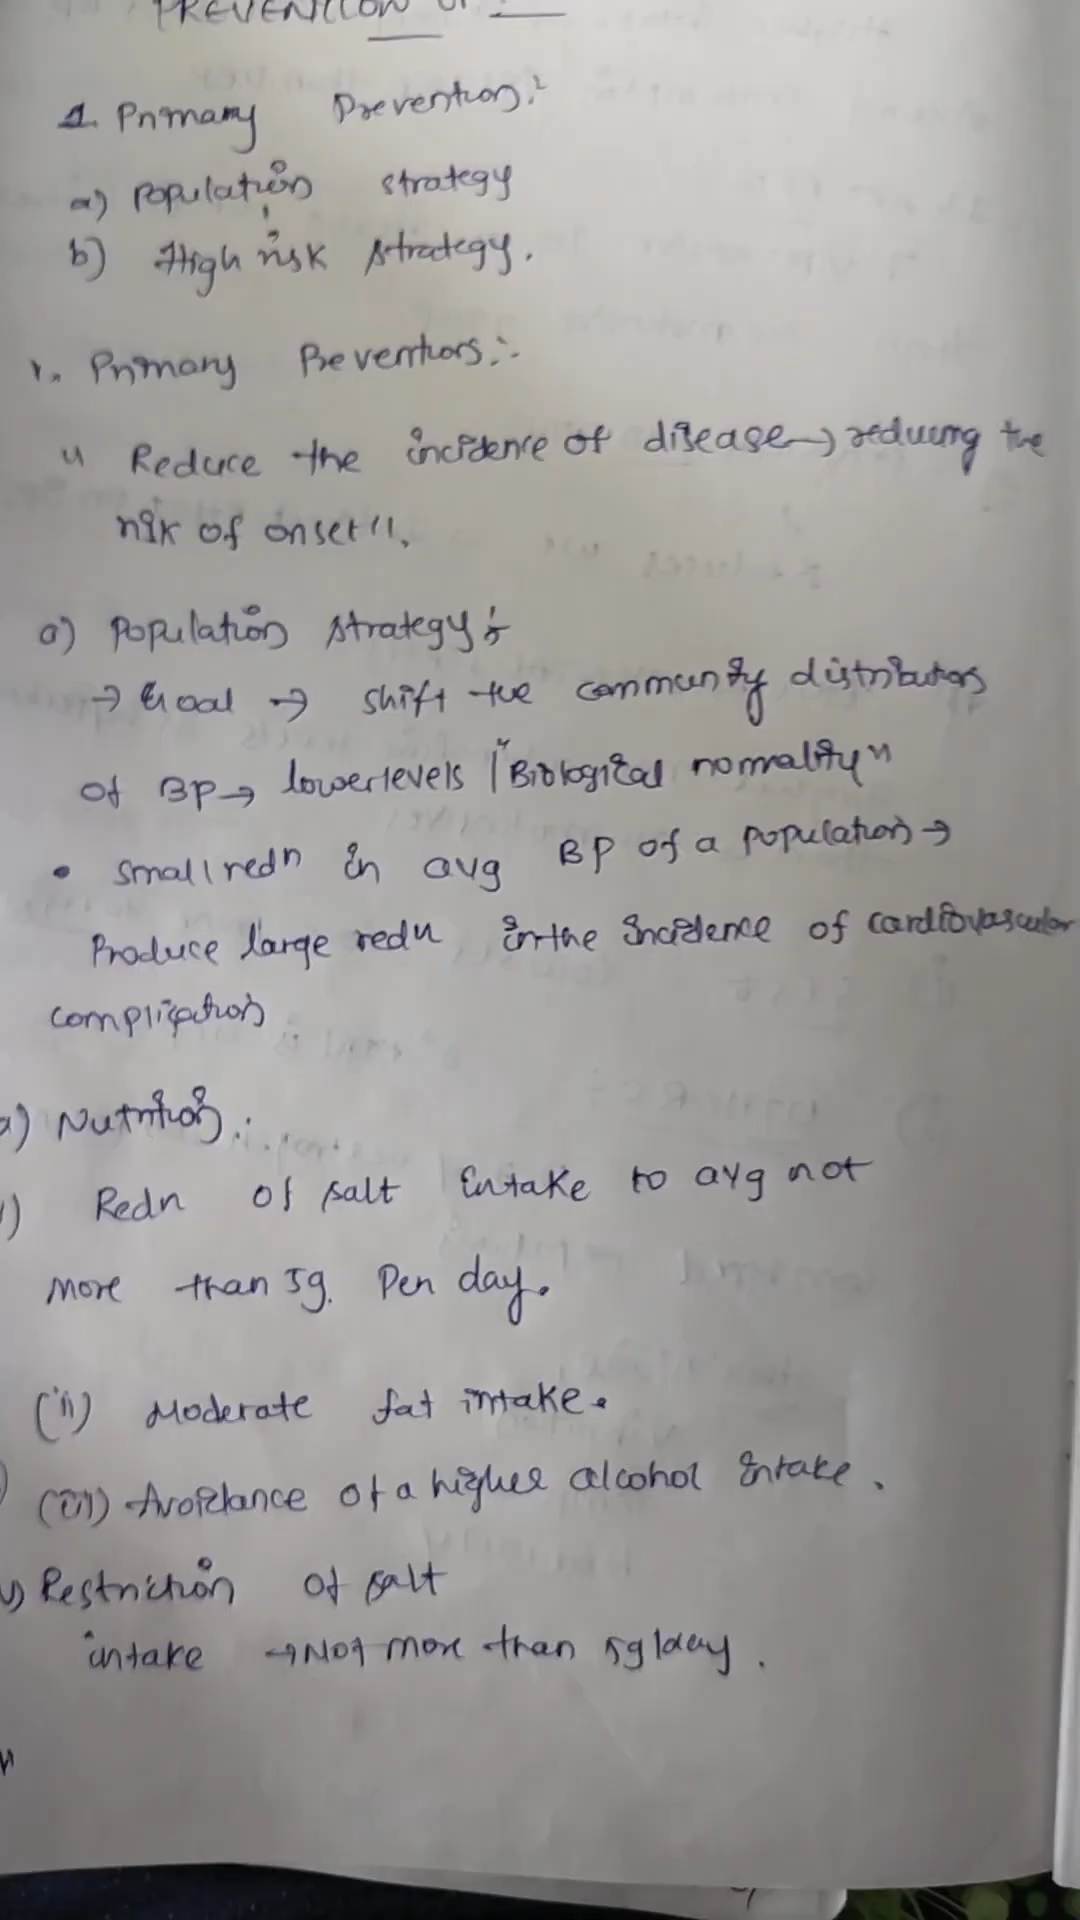 PREVENTION OF
1. Primary Prevention:
a) Population strategy
b) High risk strategy.
1. Primary Prevention:
" Reduce the incidence of disease → reducing the
risk of onset".
a) Population strategy:
→ Goal → shift the community distribution
of BP → lower levels / "Biological normality"
• small redn in avg BP of a population →
Produce large redn in the incidence of cardiovascular
complication
a) Nutrition:
i) Redn of salt intake to avg not
more than 5g. Per day.
(ii) Moderate fat intake.
(iii) Avoidance of a higher alcohol intake.
Restriction of salt
intake → Not more than 5g/day.